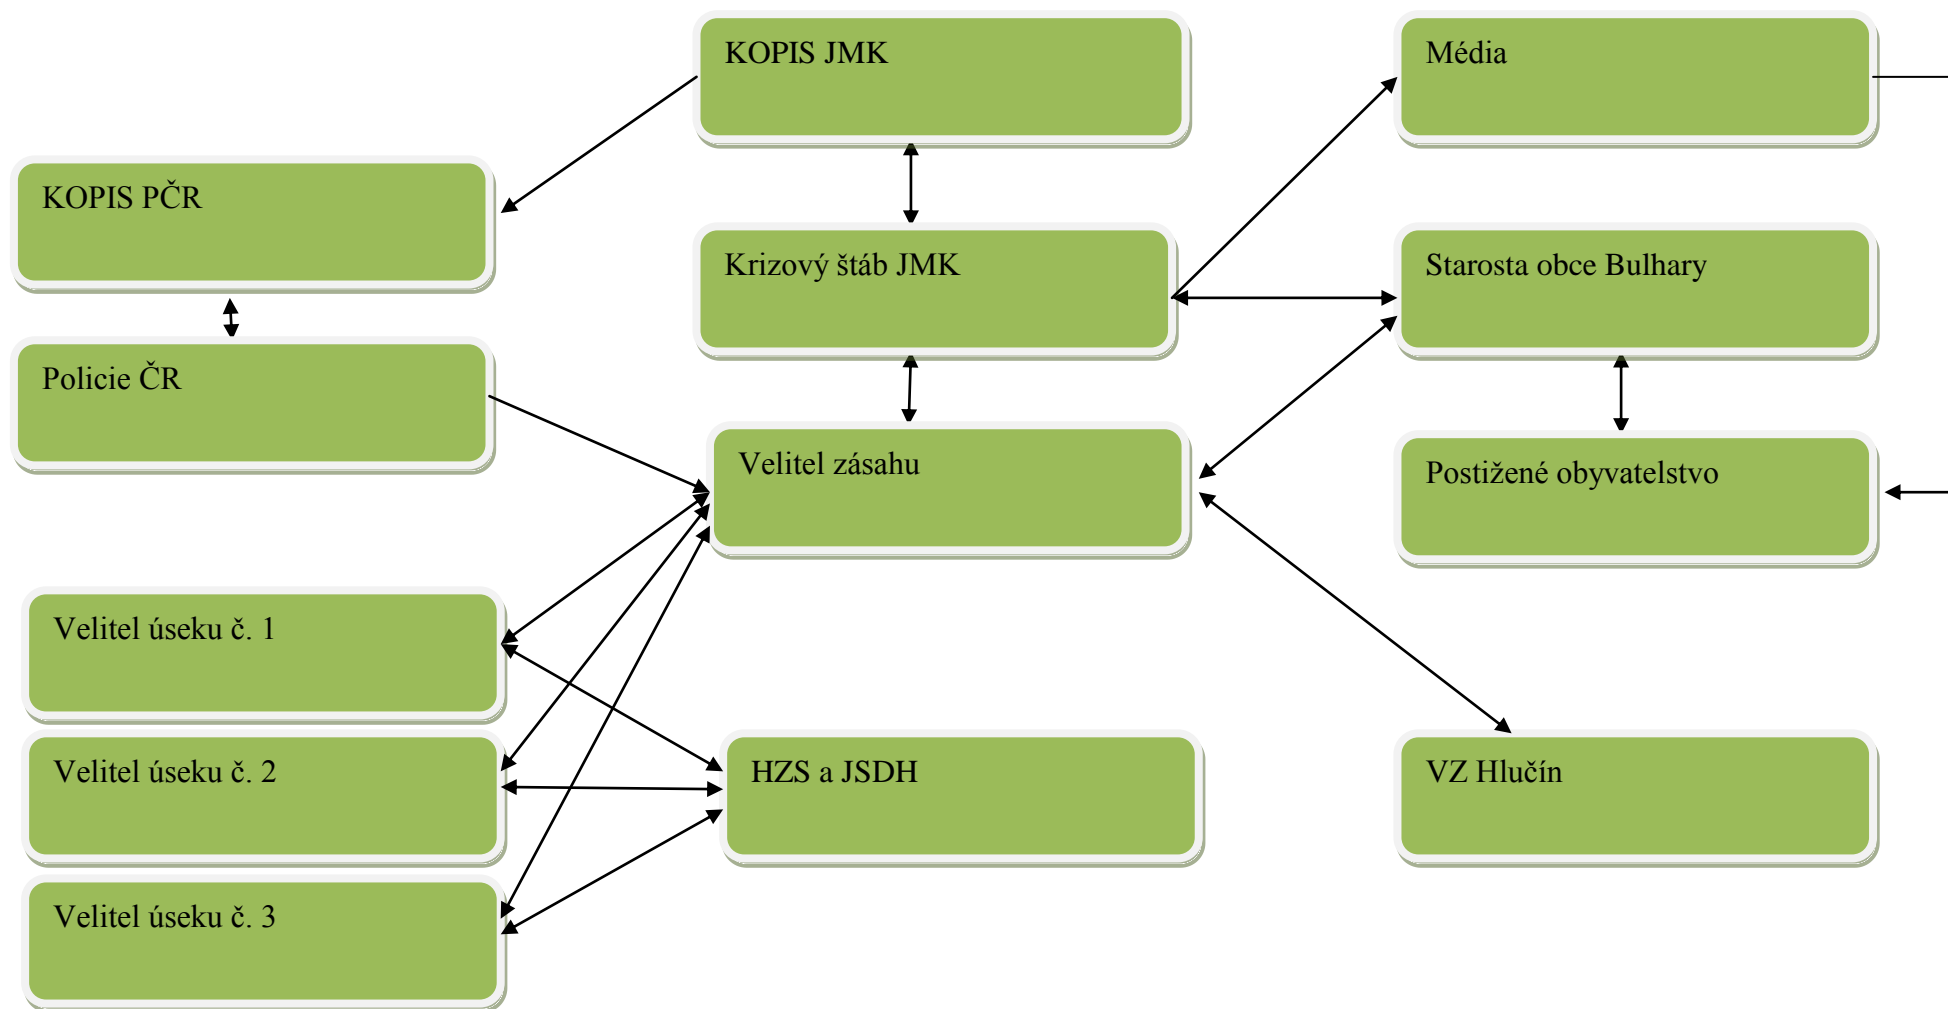 KOPIS JMK
Média
KOPIS PČR
Krizový štáb JMK
Starosta obce Bulhary
Policie ČR
Velitel zásahu
Postižené obyvatelstvo
Velitel úseku č. 1
Velitel úseku č. 2
HZS a JSDH
VZ Hlučín
Velitel úseku č. 3